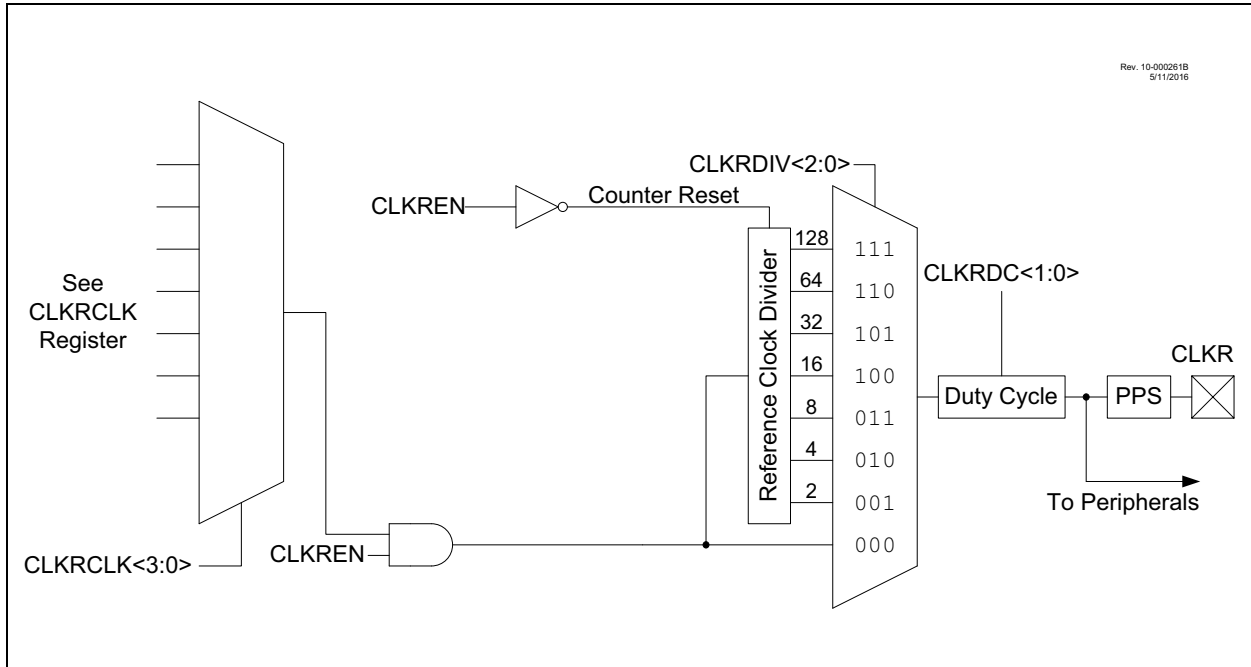 Rev. 10-000261B
5/11/2016
CLKRDIV<2:0>
CLKREN
Counter Reset
See
CLKRCLK
Register
Reference Clock Divider
128
111
64
110
32
101
16
100
8
011
4
010
2
001
000
CLKRDC<1:0>
CLKR
Duty Cycle
PPS
To Peripherals
CLKREN
CLKRCLK<3:0>